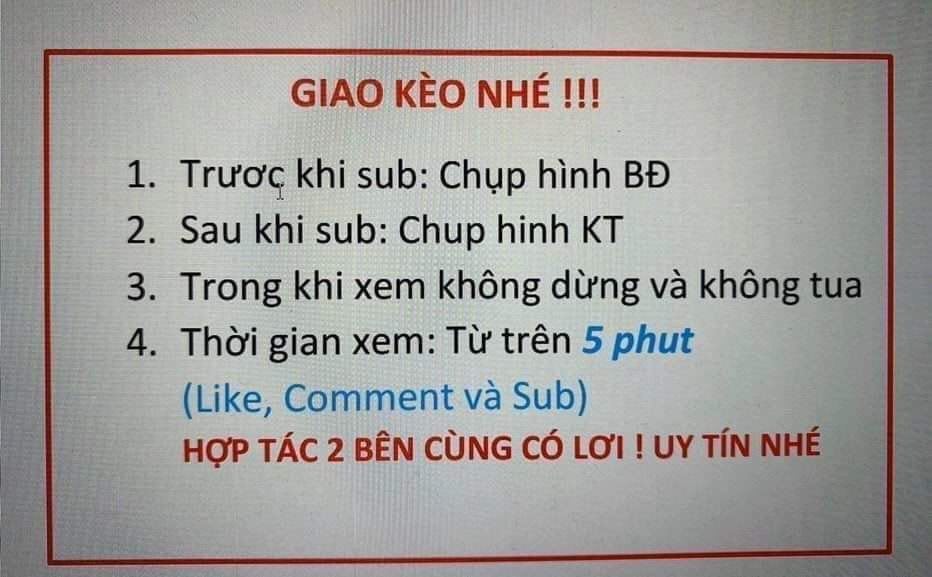 GIAO KÈO NHÉ !!!
1. Trươc khi sub: Chụp hình BĐ
2. Sau khi sub: Chup hinh KT
3. Trong khi xem không dừng và không tua
4. Thời gian xem: Từ trên 5 phut
(Like, Comment và Sub)
HỢP TÁC 2 BÊN CÙNG CÓ LƠI ! UY TÍN NHÉ